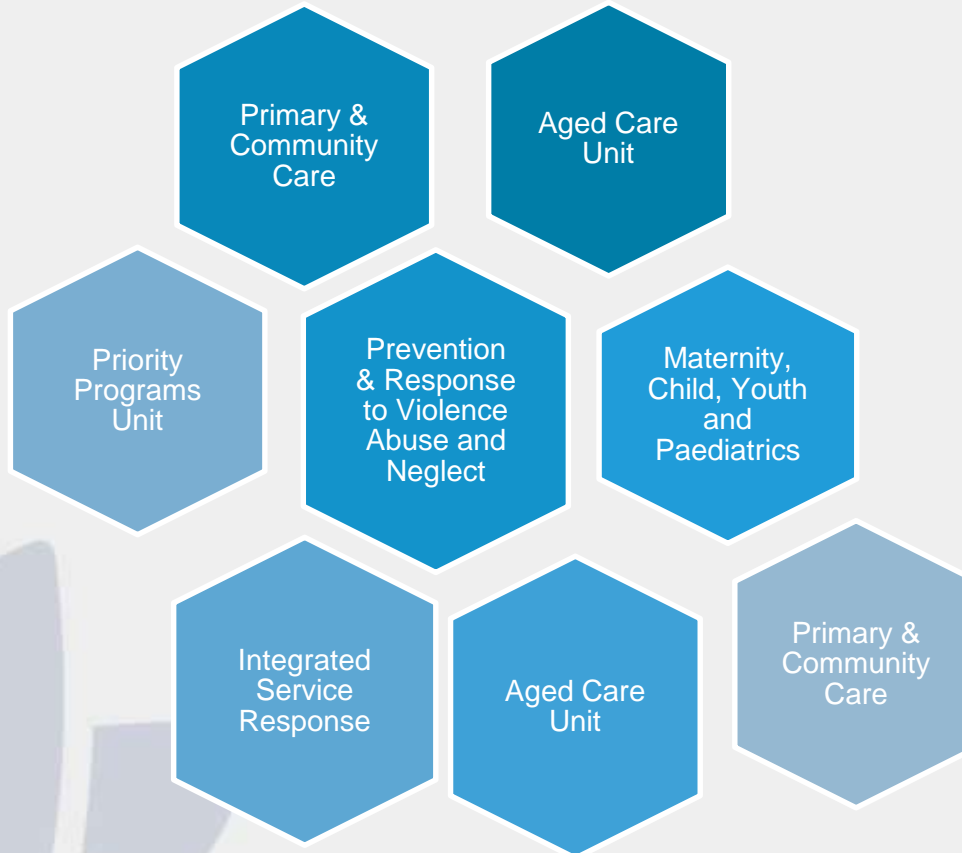 Primary &
Community
Care
Aged Care
Unit
Priority
Programs
Unit
Prevention
& Response
to Violence
Abuse and
Neglect
Maternity,
Child, Youth
and
Paediatrics
Integrated
Service
Response
Aged Care
Unit
Primary &
Community
Care